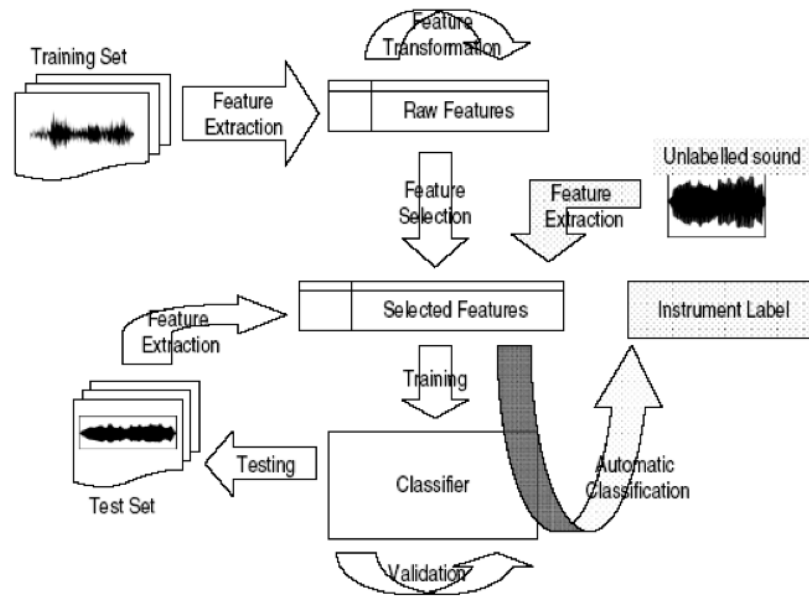 Feature
Transformation
Training Set
Feature
Extraction
Raw Features
Unlabelled sound
Feature
Selection
Feature
Extraction
Selected Features
Instrument Label
Feature
Extraction
Training
Testing
Classifier
Automatic
Classification
Test Set
Validation